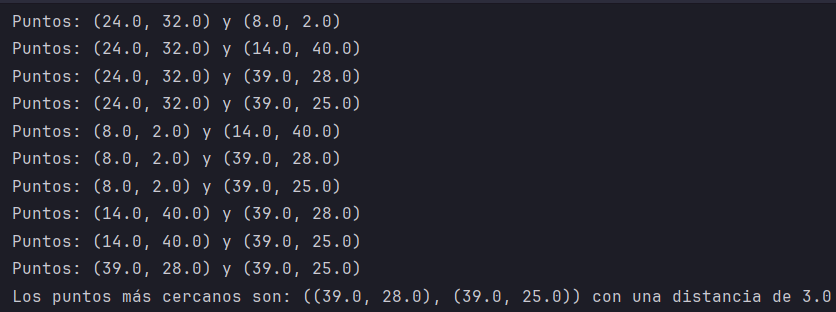 Puntos: (24.0, 32.0) y (8.0, 2.0)
Puntos: (24.0, 32.0) y (14.0, 40.0)
Puntos: (24.0, 32.0) y (39.0, 28.0)
Puntos: (24.0, 32.0) y (39.0, 25.0)
Puntos: (8.0, 2.0) y (14.0, 40.0)
Puntos: (8.0, 2.0) y (39.0, 28.0)
Puntos: (8.0, 2.0) y (39.0, 25.0)
Puntos: (14.0, 40.0) y (39.0, 28.0)
Puntos: (14.0, 40.0) y (39.0, 25.0)
Puntos: (39.0, 28.0) y (39.0, 25.0)
Los puntos más cercanos son: ((39.0, 28.0), (39.0, 25.0)) con una distancia de 3.0